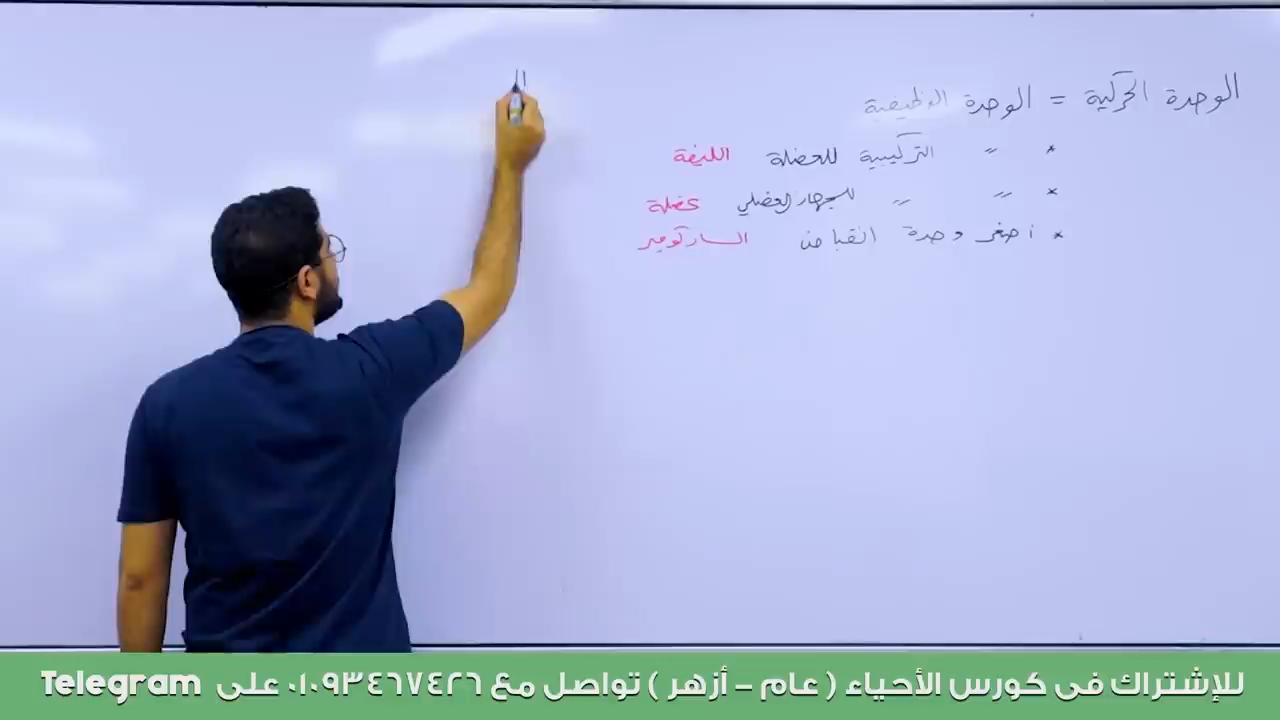 الوحدة الحركية = الوحدة الوظيفية
* 〃 التركيبية للعضلة الليفة
* 〃 〃 للجهاز العضلي عضلة
* أصغر وحدة انقباض الساركومير
ال
للإشتراك فى كورس الأحياء ( عام - أزهر ) تواصل مع ٠١٠٩٣٤٦٧٤٢٦ على Telegram